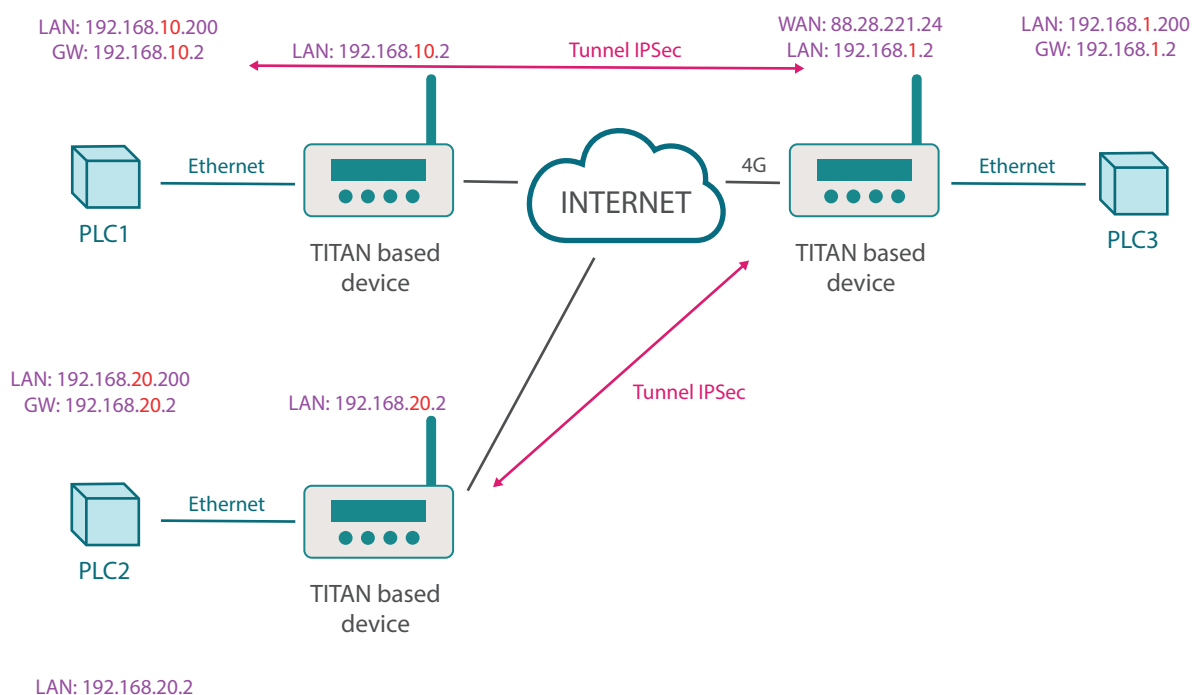 LAN: 192.168.10.200
GW: 192.168.10.2
LAN: 192.168.10.2
Tunnel IPSec
WAN: 88.28.221.24
LAN: 192.168.1.2
LAN: 192.168.1.200
GW: 192.168.1.2
Ethernet
INTERNET
4G
Ethernet
PLC1
TITAN based
device
TITAN based
device
PLC3
LAN: 192.168.20.200
GW: 192.168.20.2
LAN: 192.168.20.2
Tunnel IPSec
Ethernet
PLC2
TITAN based
device
LAN: 192.168.20.2